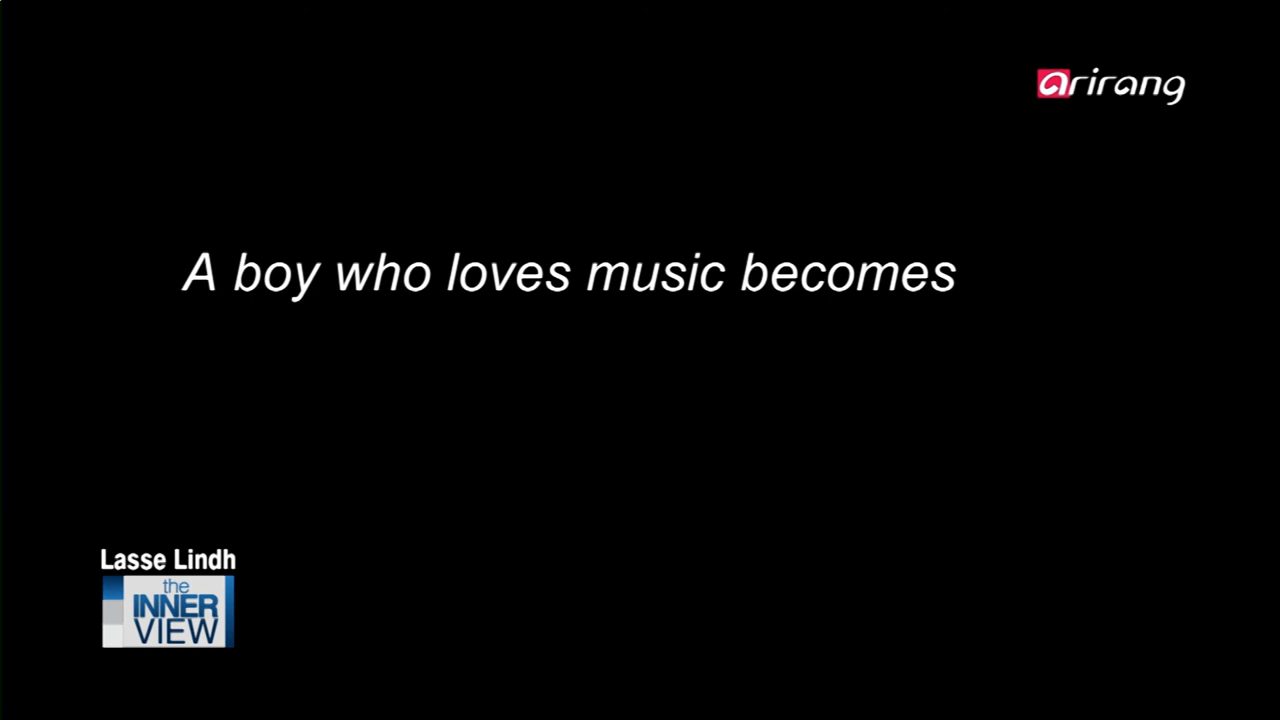 arirang
A boy who loves music becomes
Lasse Lindh
the
INNER
VIEW